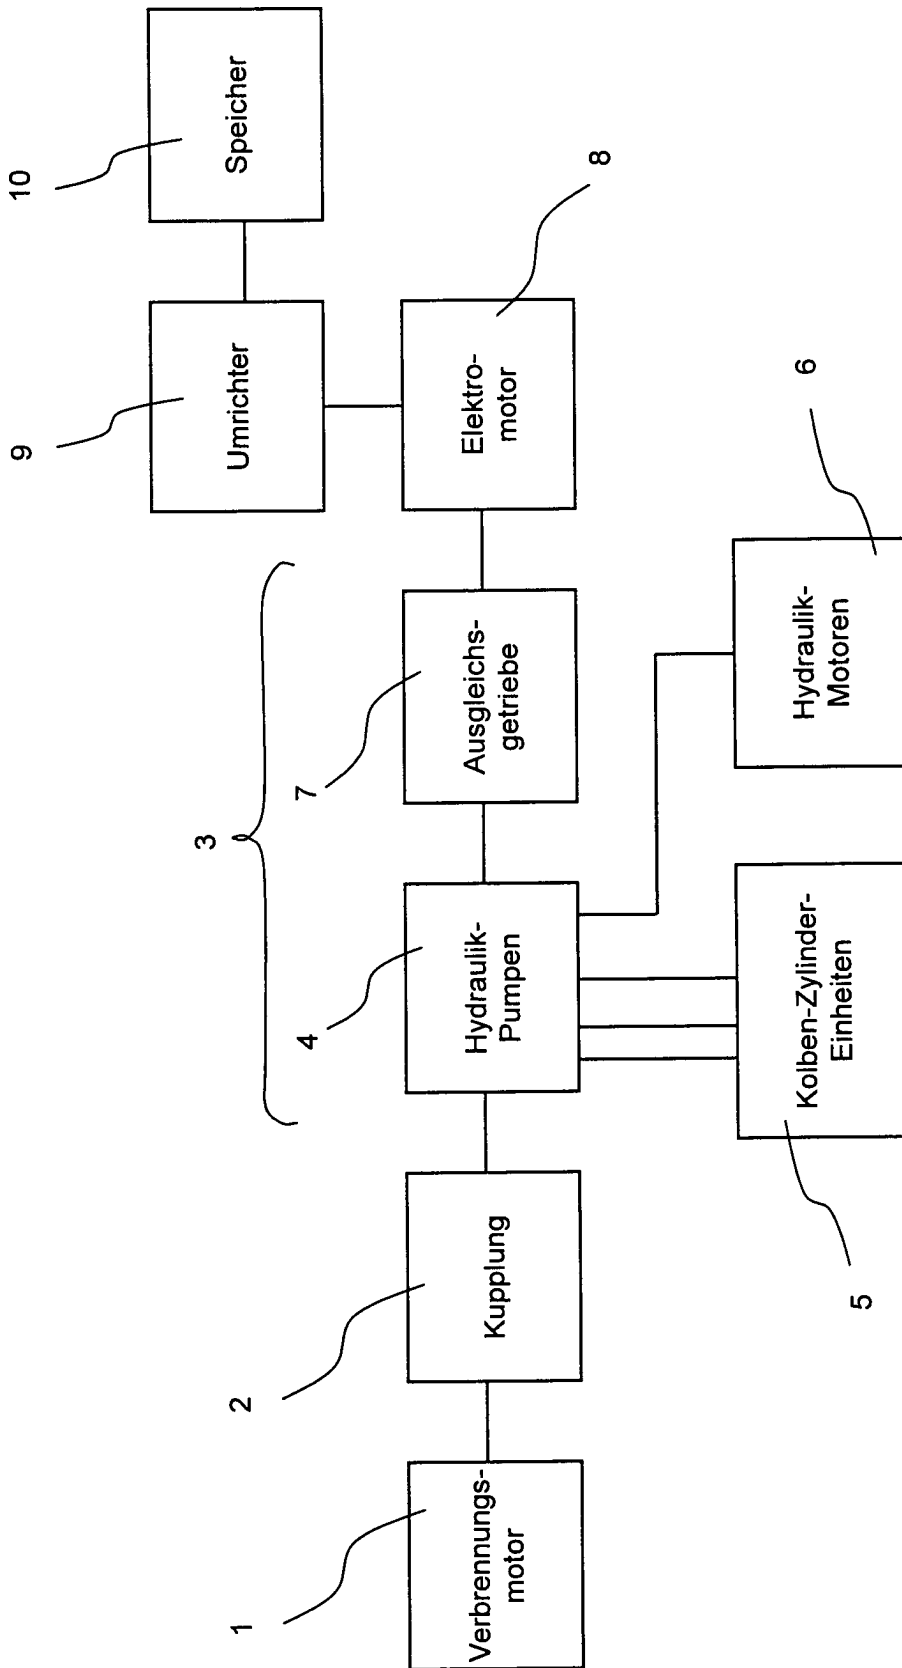 10
Speicher
9
Umrichter
8
Elektro-
motor
3
7
Ausgleichs-
getriebe
4
Hydraulik-
Pumpen
2
Kupplung
1
Verbrennungs-
motor
6
Hydraulik-
Motoren
5
Kolben-Zylinder-
Einheiten